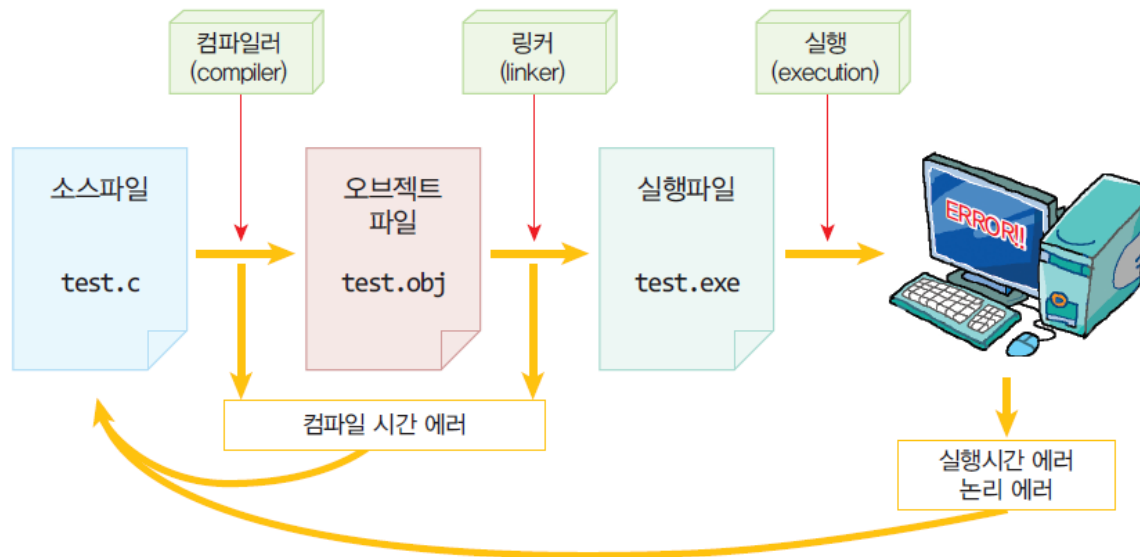 컴파일러
(compiler)
링커
(linker)
실행
(execution)
소스파일
test.c
오브젝트
파일
test.obj
실행파일
test.exe
ERROR!!
컴파일 시간 에러
실행시간 에러
논리 에러